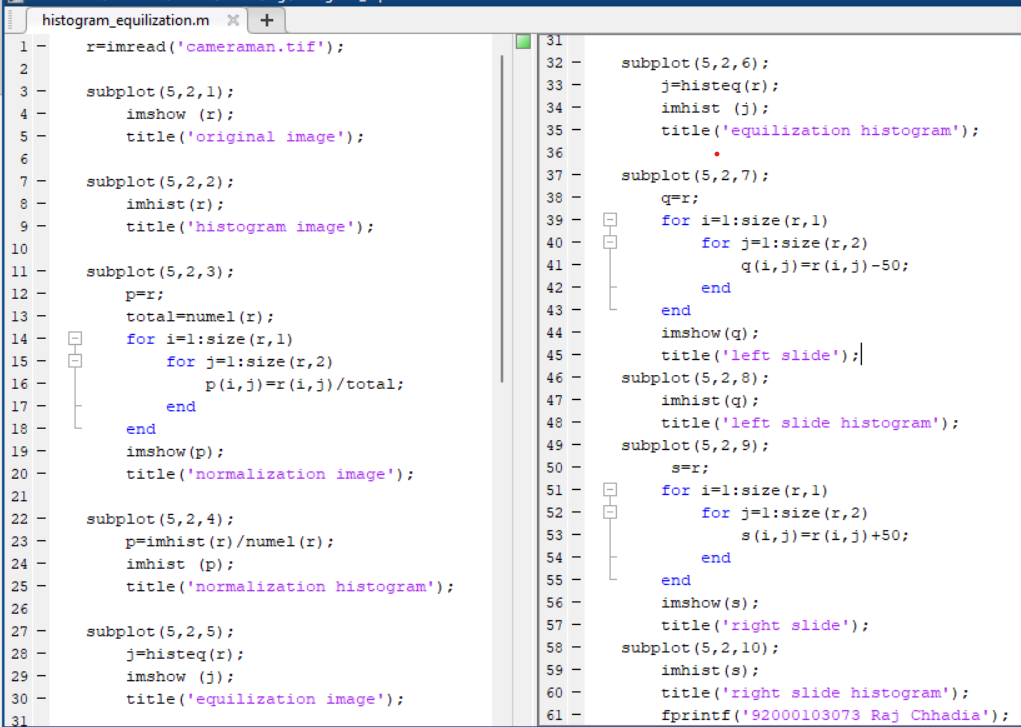 histogram_equilization.m
1 r=imread('cameraman.tif');
2
3 subplot(5,2,1);
4 imshow (r);
5 title('original image');
6
7 subplot(5,2,2);
8 imhist(r);
9 title('histogram image');
10
11 subplot(5,2,3);
12 p=r;
13 total=numel(r);
14 for i=1:size(r,1)
15 for j=1:size(r,2)
16 p(i,j)=r(i,j)/total;
17 end
18 end
19 imshow(p);
20 title('normalization image');
21
22 subplot(5,2,4);
23 p=imhist(r)/numel(r);
24 imhist (p);
25 title('normalization histogram');
26
27 subplot(5,2,5);
28 j=histeq(r);
29 imshow (j);
30 title('equilization image');
31
31
32 subplot(5,2,6);
33 j=histeq(r);
34 imhist (j);
35 title('equilization histogram');
36
37 subplot(5,2,7);
38 q=r;
39 for i=1:size(r,1)
40 for j=1:size(r,2)
41 q(i,j)=r(i,j)-50;
42 end
43 end
44 imshow(q);
45 title('left slide');
46 subplot(5,2,8);
47 imhist(q);
48 title('left slide histogram');
49 subplot(5,2,9);
50 s=r;
51 for i=1:size(r,1)
52 for j=1:size(r,2)
53 s(i,j)=r(i,j)+50;
54 end
55 end
56 imshow(s);
57 title('right slide');
58 subplot(5,2,10);
59 imhist(s);
60 title('right slide histogram');
61 fprintf('92000103073 Raj Chhadia');